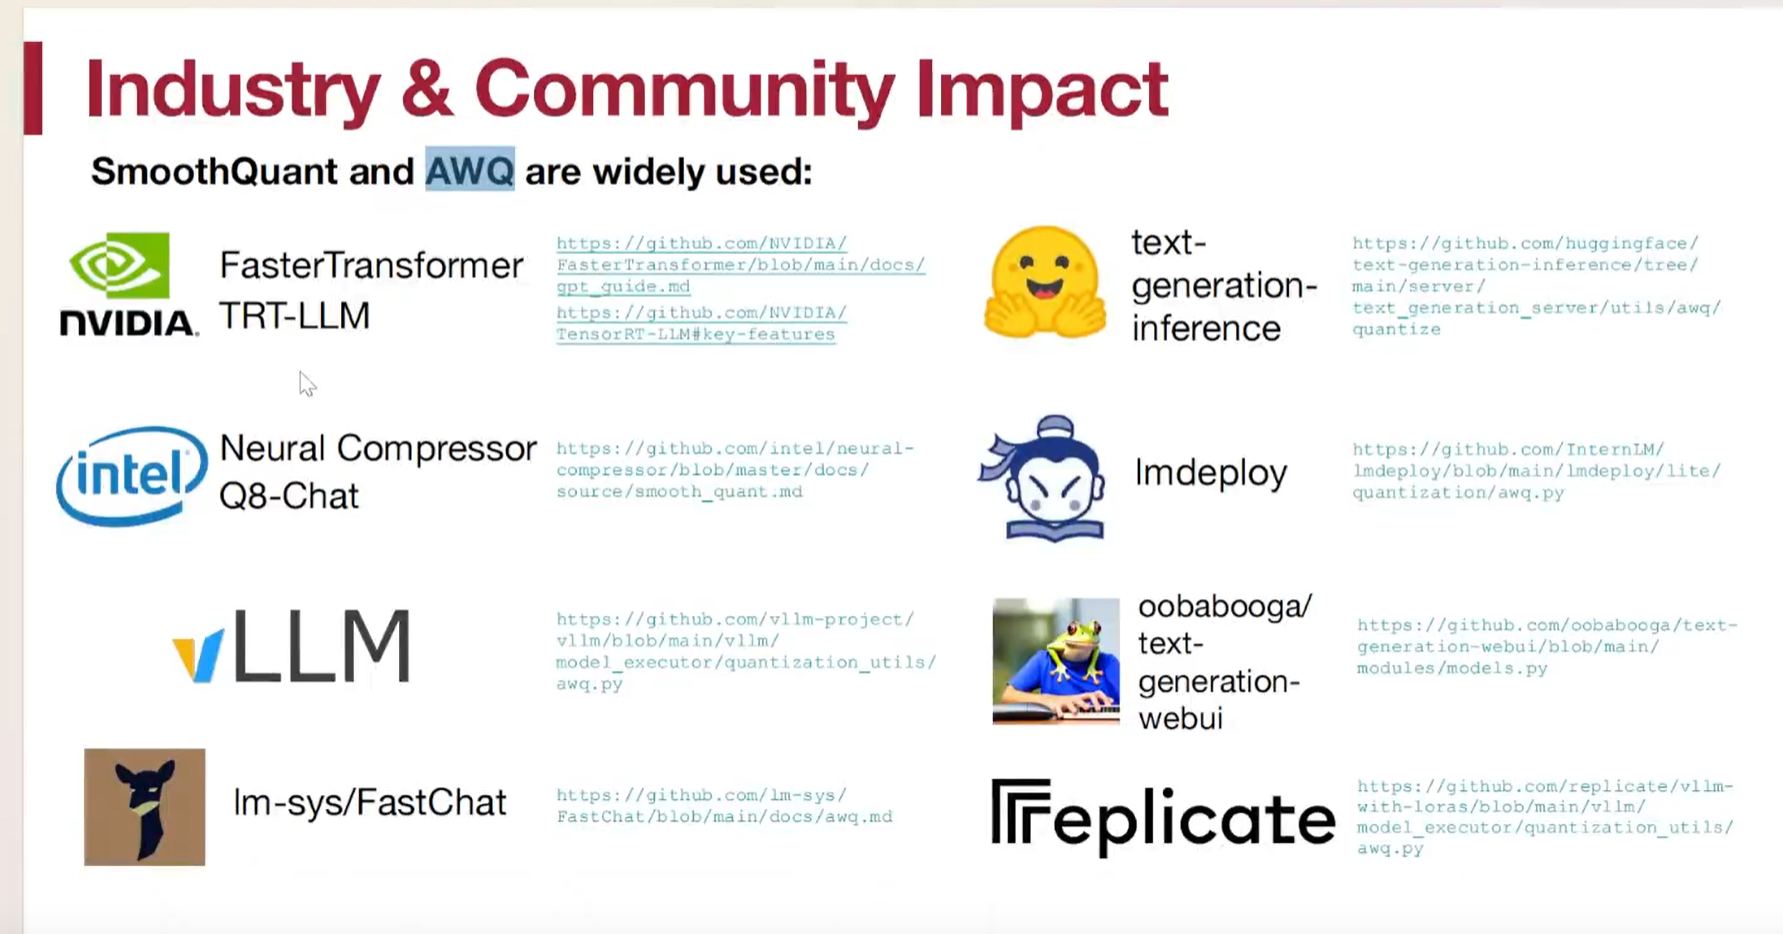 Industry & Community Impact
SmoothQuant and AWQ are widely used:
NVIDIA.
FasterTransformer
TRT-LLM
https://github.com/NVIDIA/
FasterTransformer/blob/main/docs/
gpt_guide.md
https://github.com/NVIDIA/
TensorRT-LLM#key-features
text-
generation-
inference
https://github.com/huggingface/
text-generation-inference/tree/
main/server/
text_generation_server/utils/awq/
quantize
intel
Neural Compressor
Q8-Chat
https://github.com/intel/neural-
compressor/blob/master/docs/
source/smooth_quant.md
lmdeploy
https://github.com/InternLM/
lmdeploy/blob/main/lmdeploy/lite/
quantization/awq.py
vLLM
https://github.com/vllm-project/
vllm/blob/main/vllm/
model_executor/quantization_utils/
awq.py
oobabooga/
text-
generation-
webui
https://github.com/oobabooga/text-
generation-webui/blob/main/
modules/models.py
lm-sys/FastChat
https://github.com/lm-sys/
FastChat/blob/main/docs/awq.md
replicate
https://github.com/replicate/vllm-
with-loras/blob/main/vllm/
model_executor/quantization_utils/
awq.py